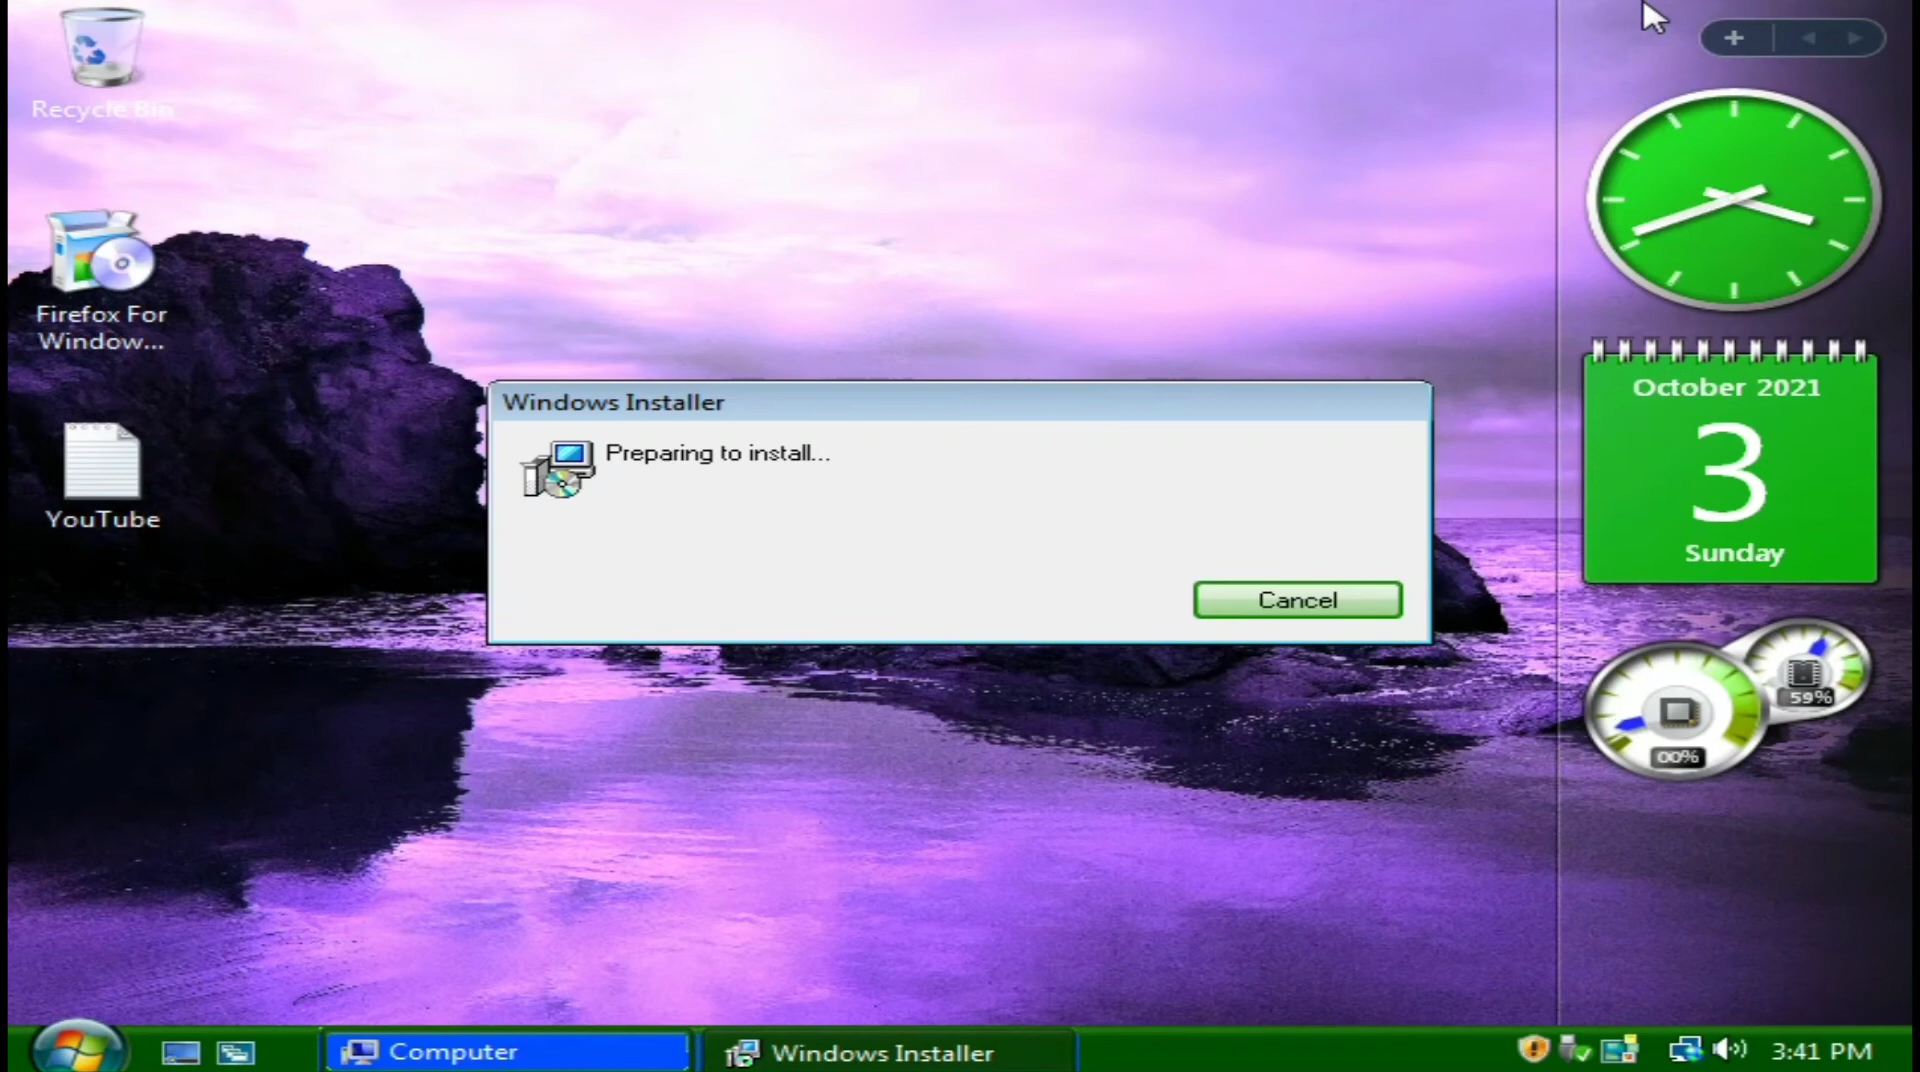 Recycle Bin
Firefox For
Window...
YouTube
Windows Installer
Preparing to install...
Cancel
October 2021
3
Sunday
59%
00%
Computer
Windows Installer
3:41 PM